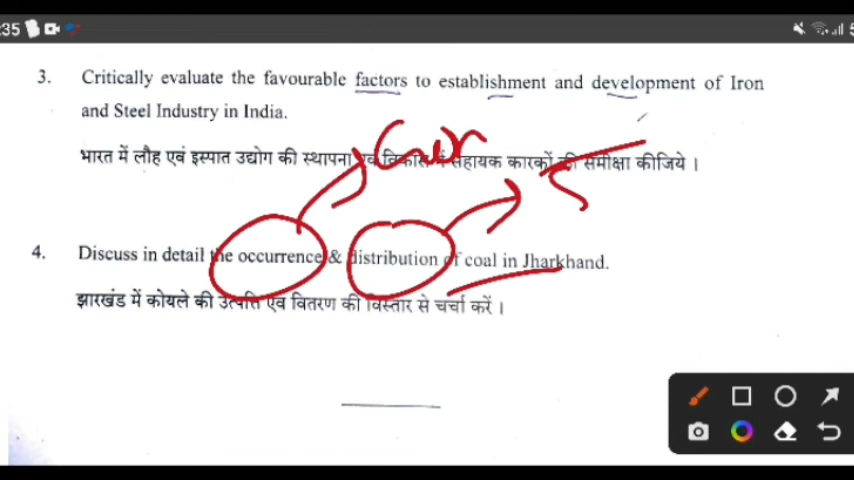 :35
3. Critically evaluate the favourable factors to establishment and development of Iron
and Steel Industry in India.
भारत में लौह एवं इस्पात उद्योग की स्थापना एवं विकास में सहायक कारकों की समीक्षा कीजिये ।
4. Discuss in detail the occurrence & distribution of coal in Jharkhand.
झारखंड में कोयले की उत्पत्ति एवं वितरण की विस्तार से चर्चा करें ।